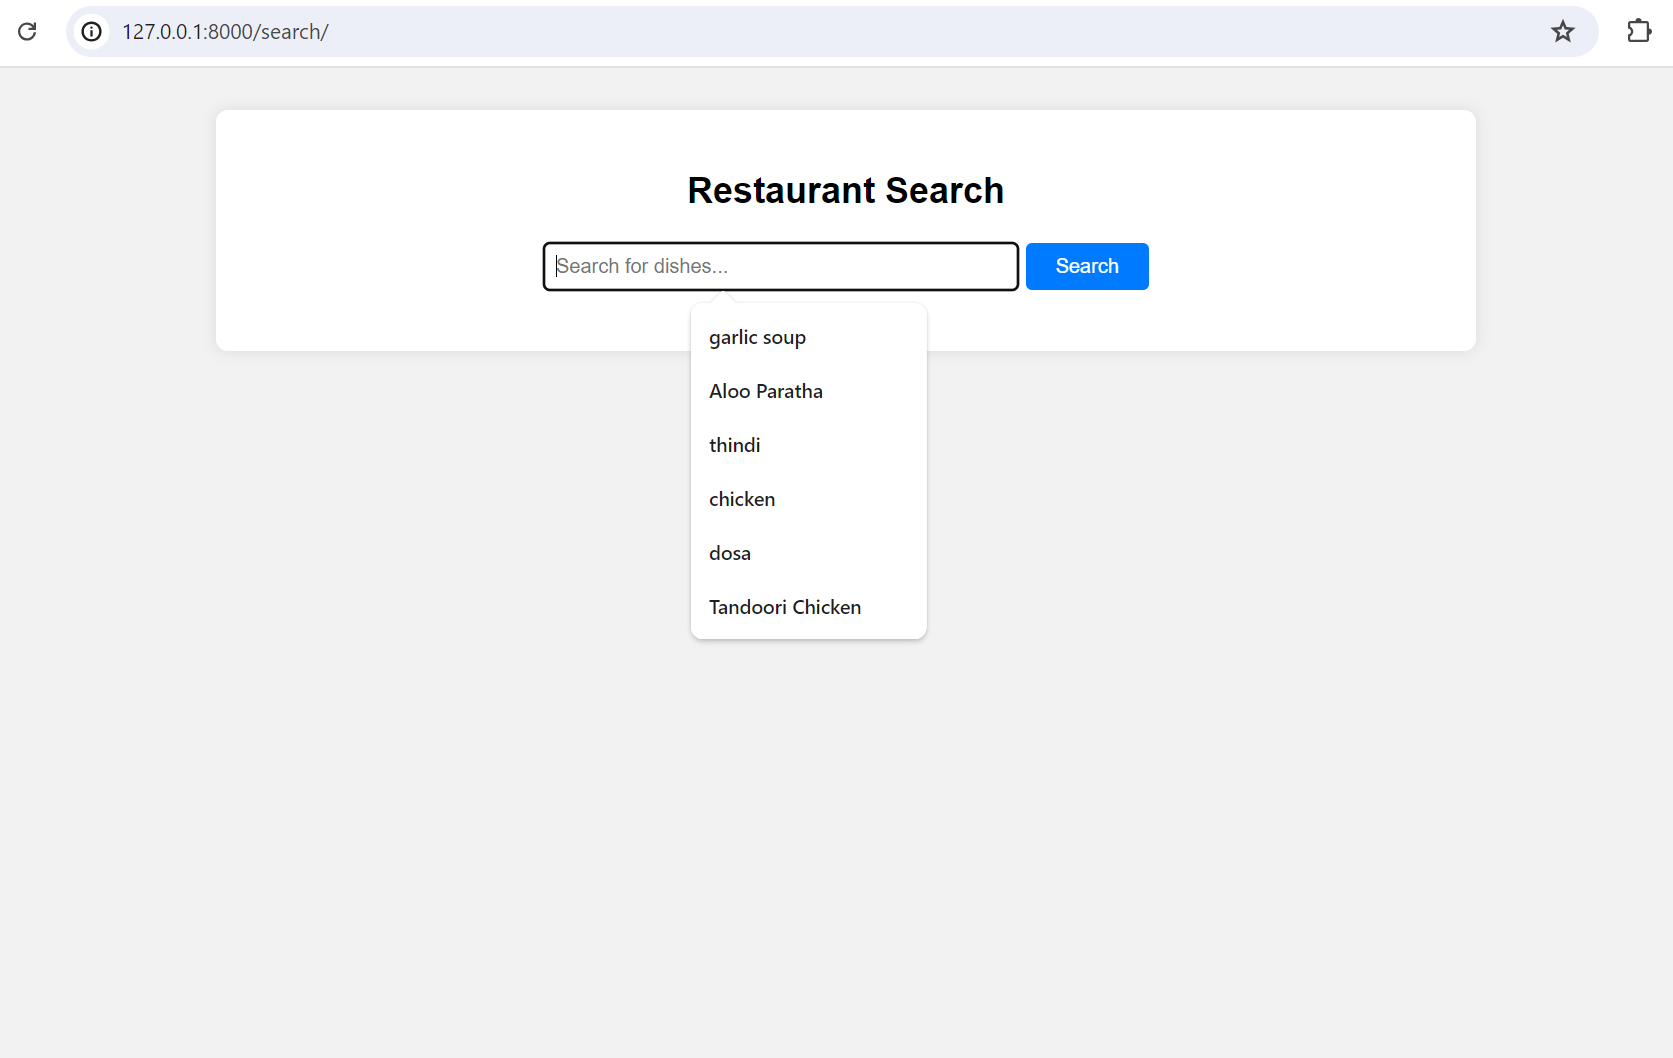 127.0.0.1:8000/search/
Restaurant Search
Search for dishes...
Search
garlic soup
Aloo Paratha
thindi
chicken
dosa
Tandoori Chicken